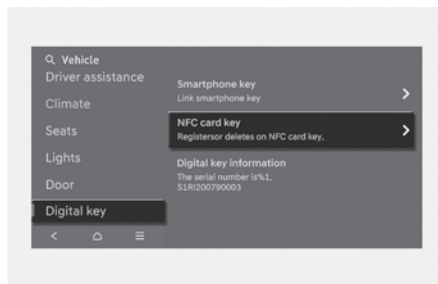 Vehicle
Driver assistance
Climate
Seats
Lights
Door
Digital key
Smartphone key
Link smartphone key
NFC card key
Registersor deletes on NFC card key,
Digital key information
The serial number is%1,
S1RI200790003